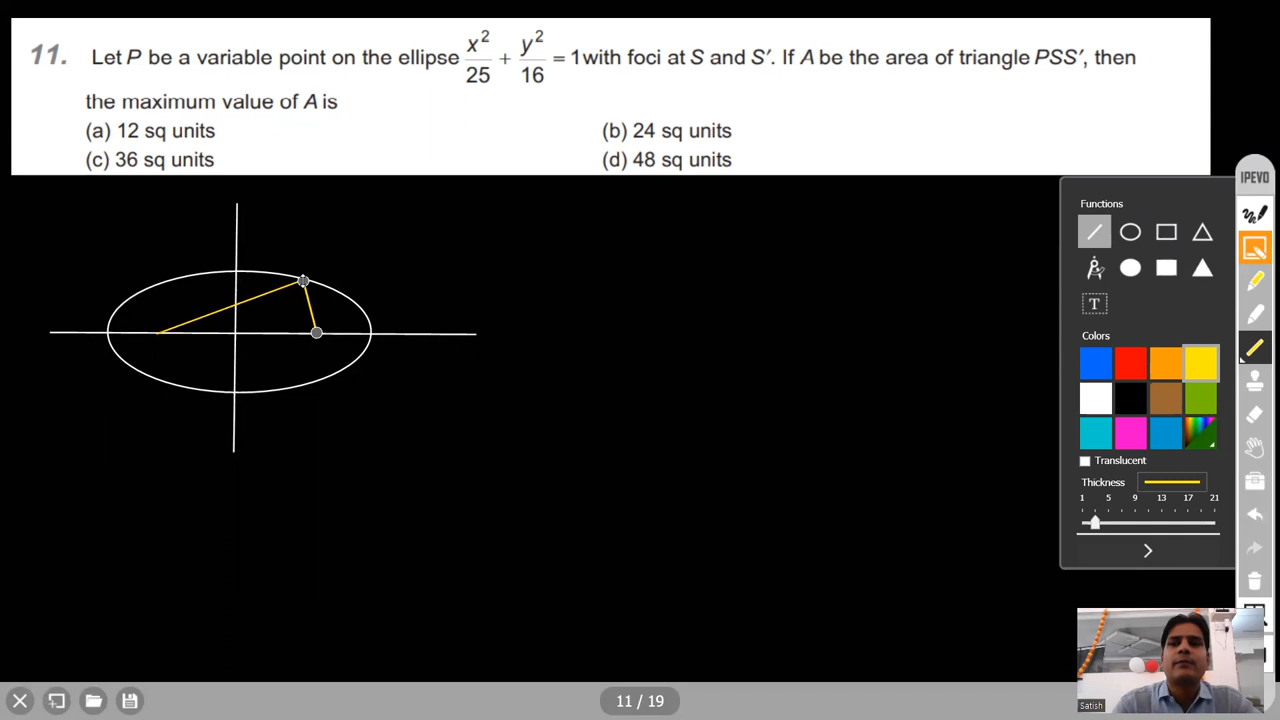 11. Let P be a variable point on the ellipse x²/25 + y²/16 = 1 with foci at S and S′. If A be the area of triangle PSS′, then
the maximum value of A is
(a) 12 sq units (b) 24 sq units
(c) 36 sq units (d) 48 sq units
IPEVO
Functions
T
Colors
Translucent
Thickness
1 5 9 13 17 21
Satish
11 / 19